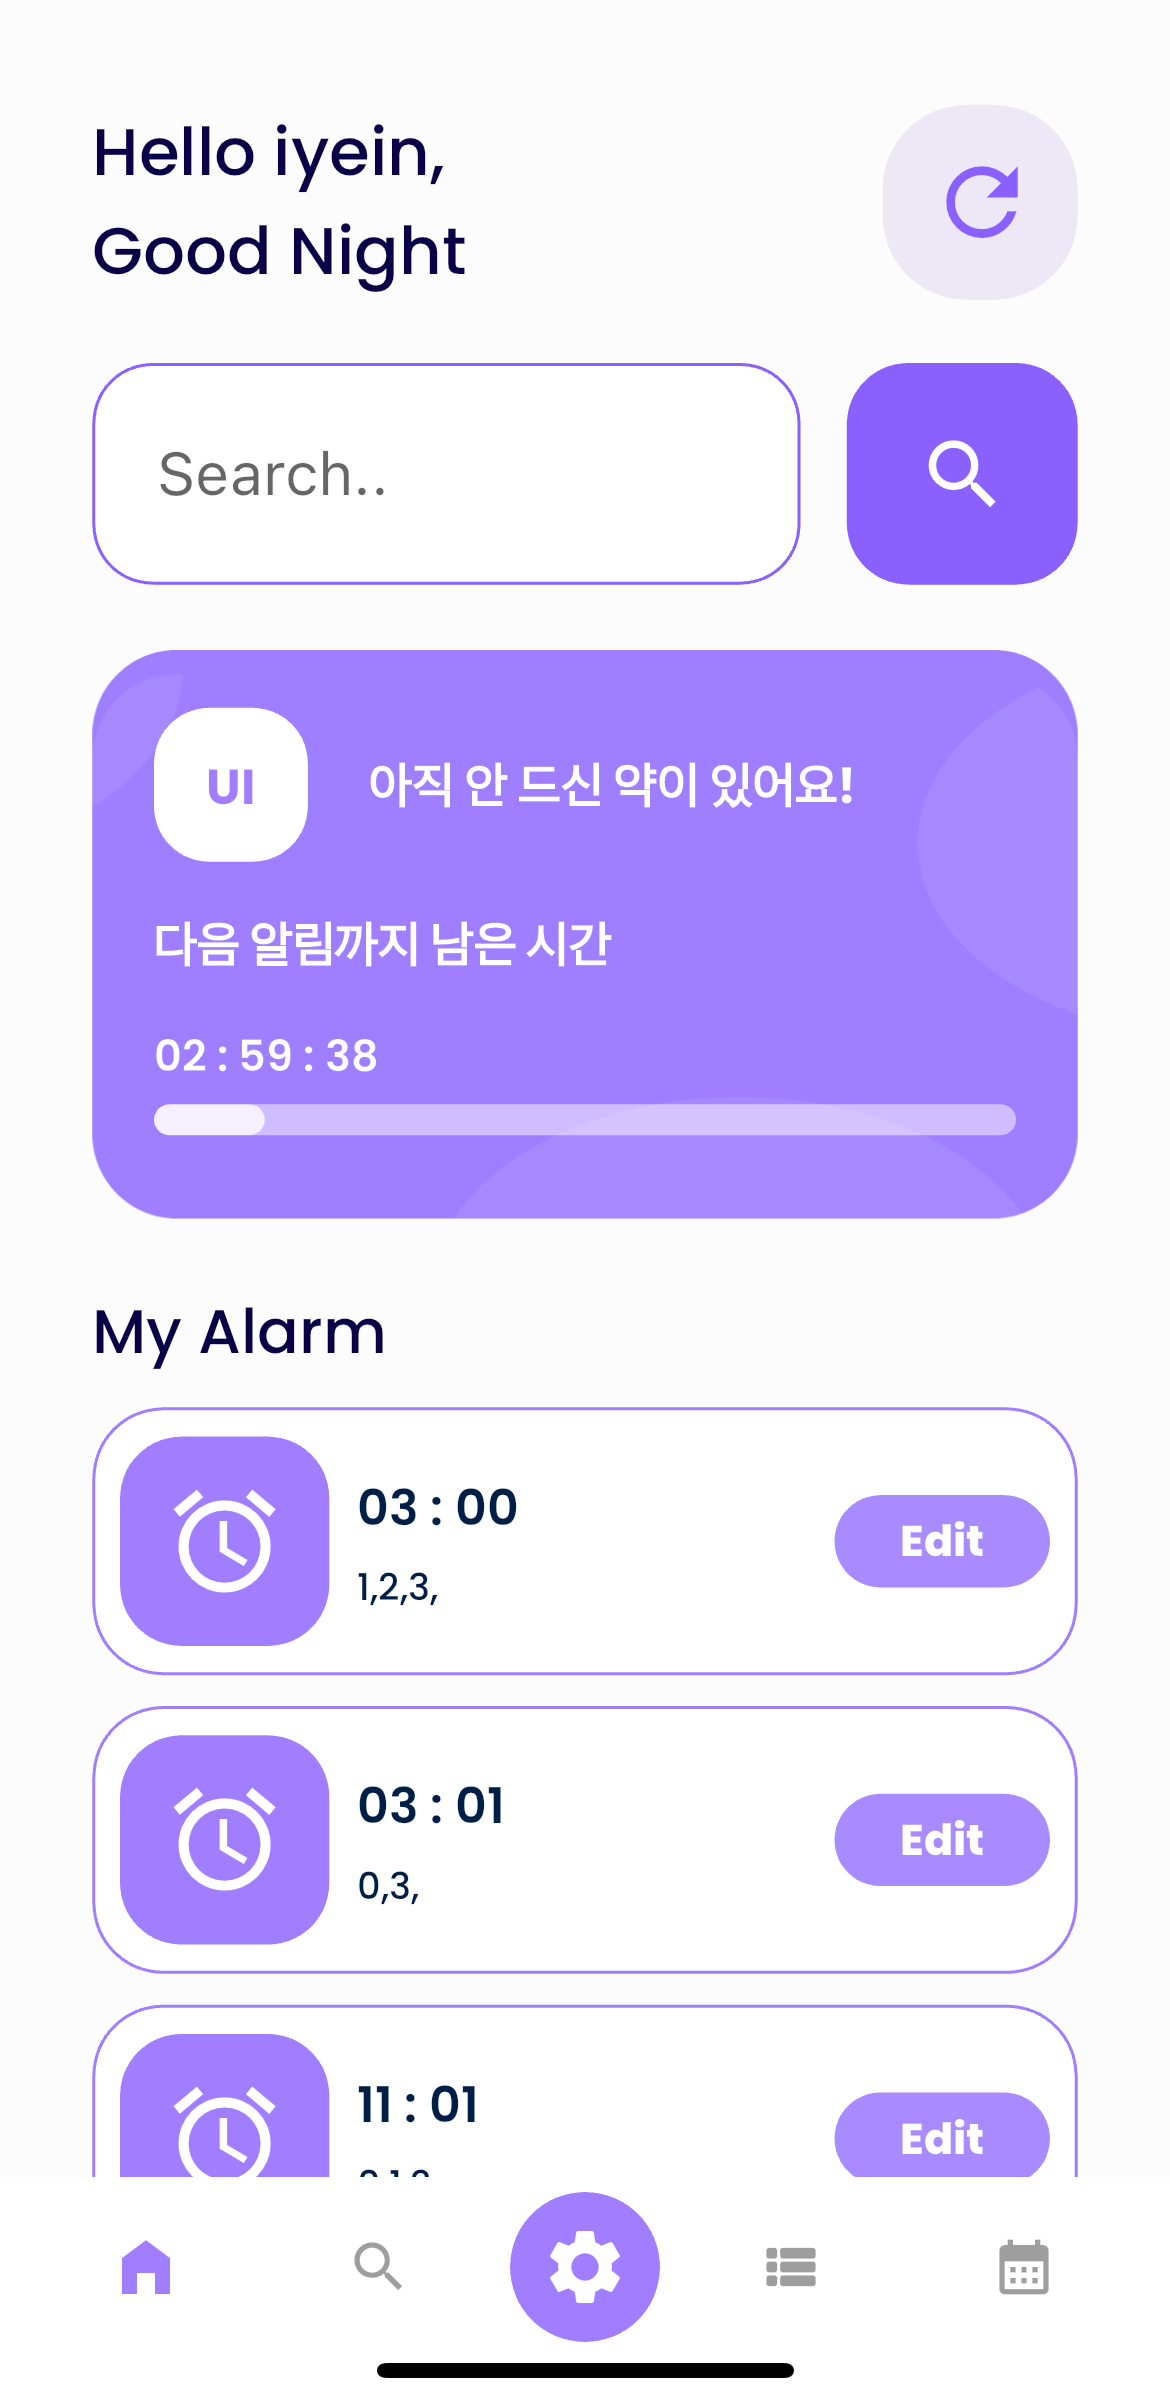 Hello iyein,
Good Night
Search..
UI
아직 안 드신 약이 있어요!
다음 알림까지 남은 시간
02 : 59 : 38
My Alarm
03 : 00
1,2,3,
Edit
03 : 01
0,3,
Edit
11 : 01
Edit